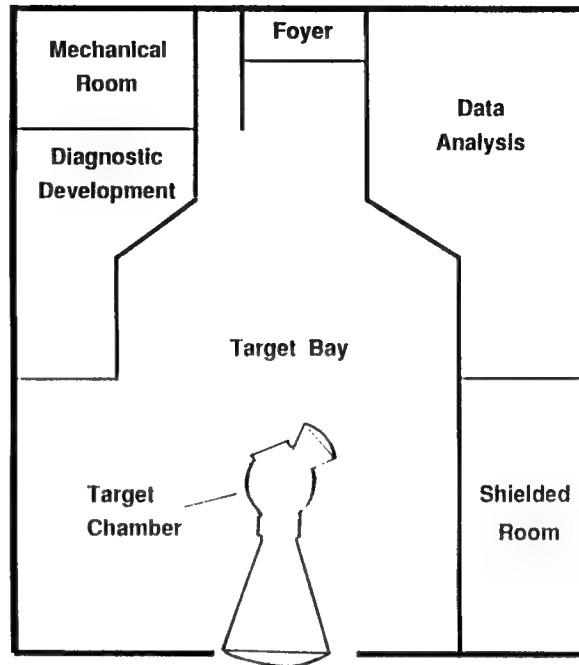 Foyer
Mechanical
Room
Data
Analysis
Diagnostic
Development
Target Bay
Target
Chamber
Shielded
Room